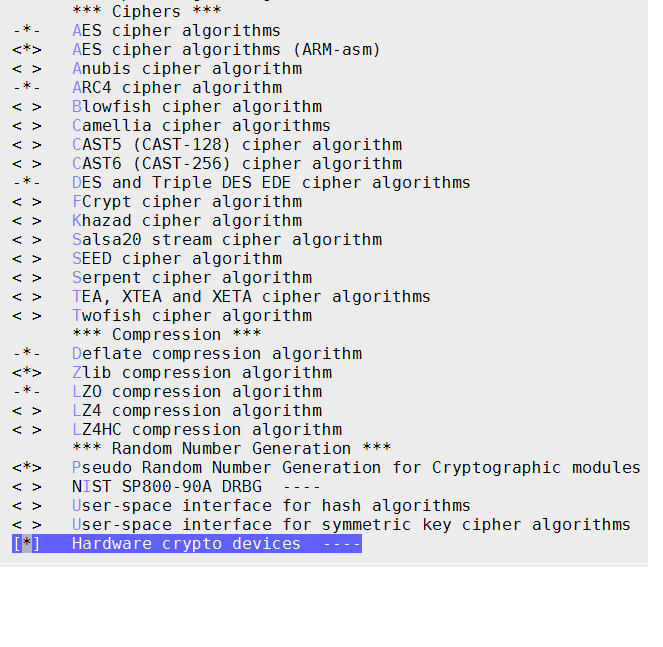 *** Ciphers ***
-*- AES cipher algorithms
<*> AES cipher algorithms (ARM-asm)
< > Anubis cipher algorithm
-*- ARC4 cipher algorithm
< > Blowfish cipher algorithm
< > Camellia cipher algorithms
< > CAST5 (CAST-128) cipher algorithm
< > CAST6 (CAST-256) cipher algorithm
-*- DES and Triple DES EDE cipher algorithms
< > FCrypt cipher algorithm
< > Khazad cipher algorithm
< > Salsa20 stream cipher algorithm
< > SEED cipher algorithm
< > Serpent cipher algorithm
< > TEA, XTEA and XETA cipher algorithms
< > Twofish cipher algorithm
*** Compression ***
-*- Deflate compression algorithm
<*> Zlib compression algorithm
-*- LZO compression algorithm
< > LZ4 compression algorithm
< > LZ4HC compression algorithm
*** Random Number Generation ***
<*> Pseudo Random Number Generation for Cryptographic modules
< > NIST SP800-90A DRBG ----
< > User-space interface for hash algorithms
< > User-space interface for symmetric key cipher algorithms
[*] Hardware crypto devices ----